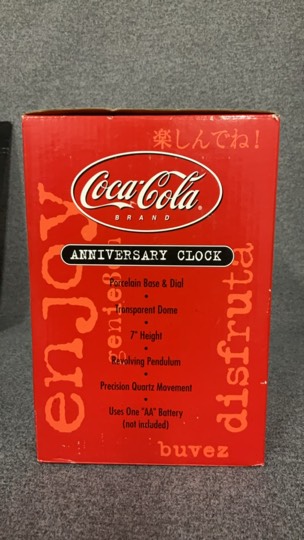 楽しんでね!
enjoy
Coca-Cola
BRAND
genießen
ANNIVERSARY CLOCK
disfruta
Porcelain Base & Dial
•
Transparent Dome
•
7" Height
•
Revolving Pendulum
•
Precision Quartz Movement
•
Uses One "AA" Battery
(not included)
buvez